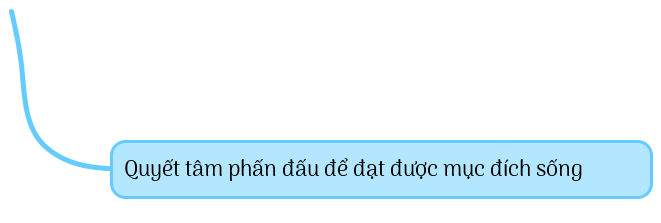 Quyết tâm phấn đấu để đạt được mục đích sống